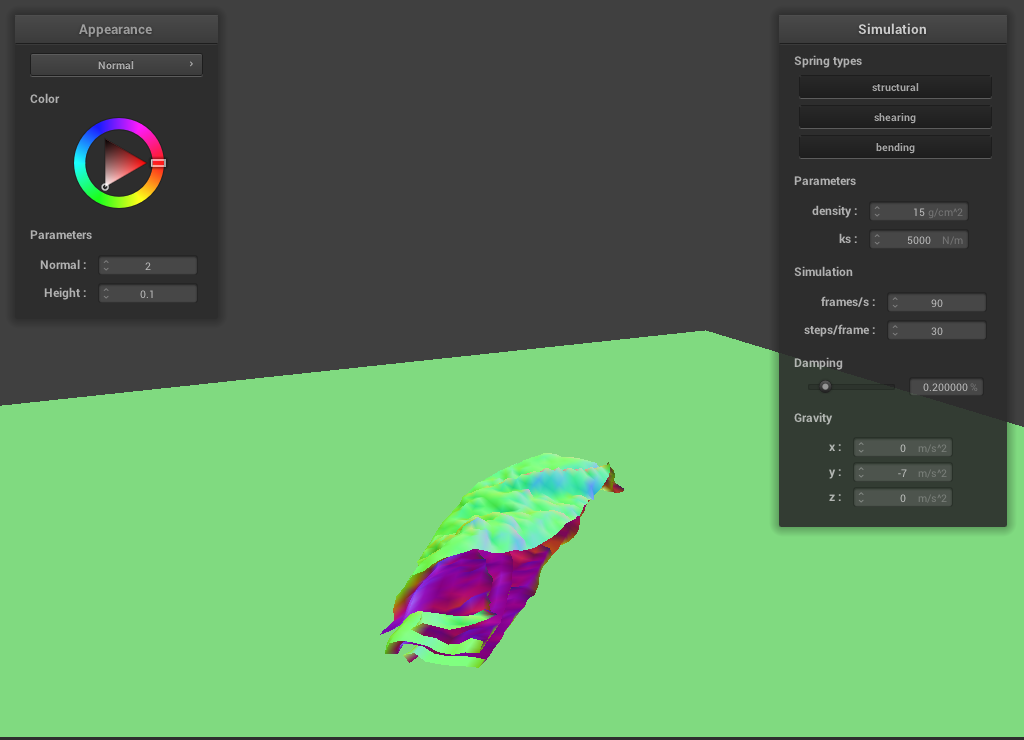 Appearance
Normal
Color
Parameters
Normal : 2
Height : 0.1
Simulation
Spring types
structural
shearing
bending
Parameters
density : 15 g/cm^2
ks : 5000 N/m
Simulation
frames/s : 90
steps/frame : 30
Damping
0.200000 %
Gravity
x : 0 m/s^2
y : -7 m/s^2
z : 0 m/s^2